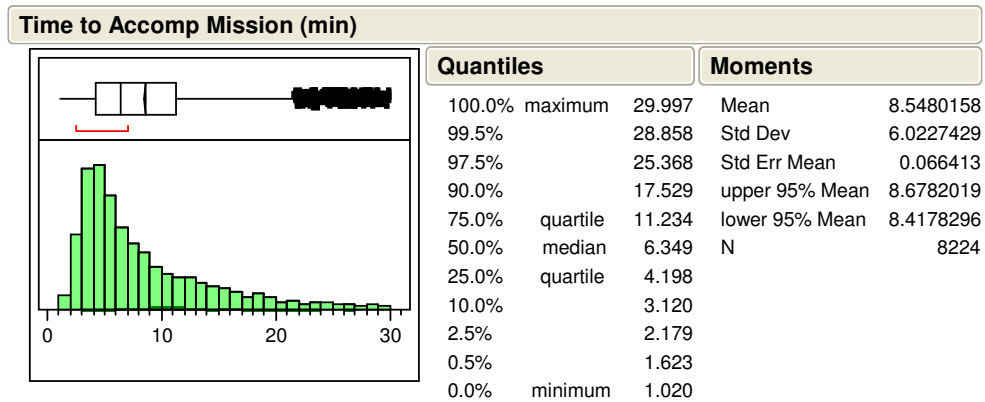 Time to Accomp Mission (min)
0 10 20 30
Quantiles
100.0% maximum 29.997
99.5% 28.858
97.5% 25.368
90.0% 17.529
75.0% quartile 11.234
50.0% median 6.349
25.0% quartile 4.198
10.0% 3.120
2.5% 2.179
0.5% 1.623
0.0% minimum 1.020
Moments
Mean 8.5480158
Std Dev 6.0227429
Std Err Mean 0.066413
upper 95% Mean 8.6782019
lower 95% Mean 8.4178296
N 8224